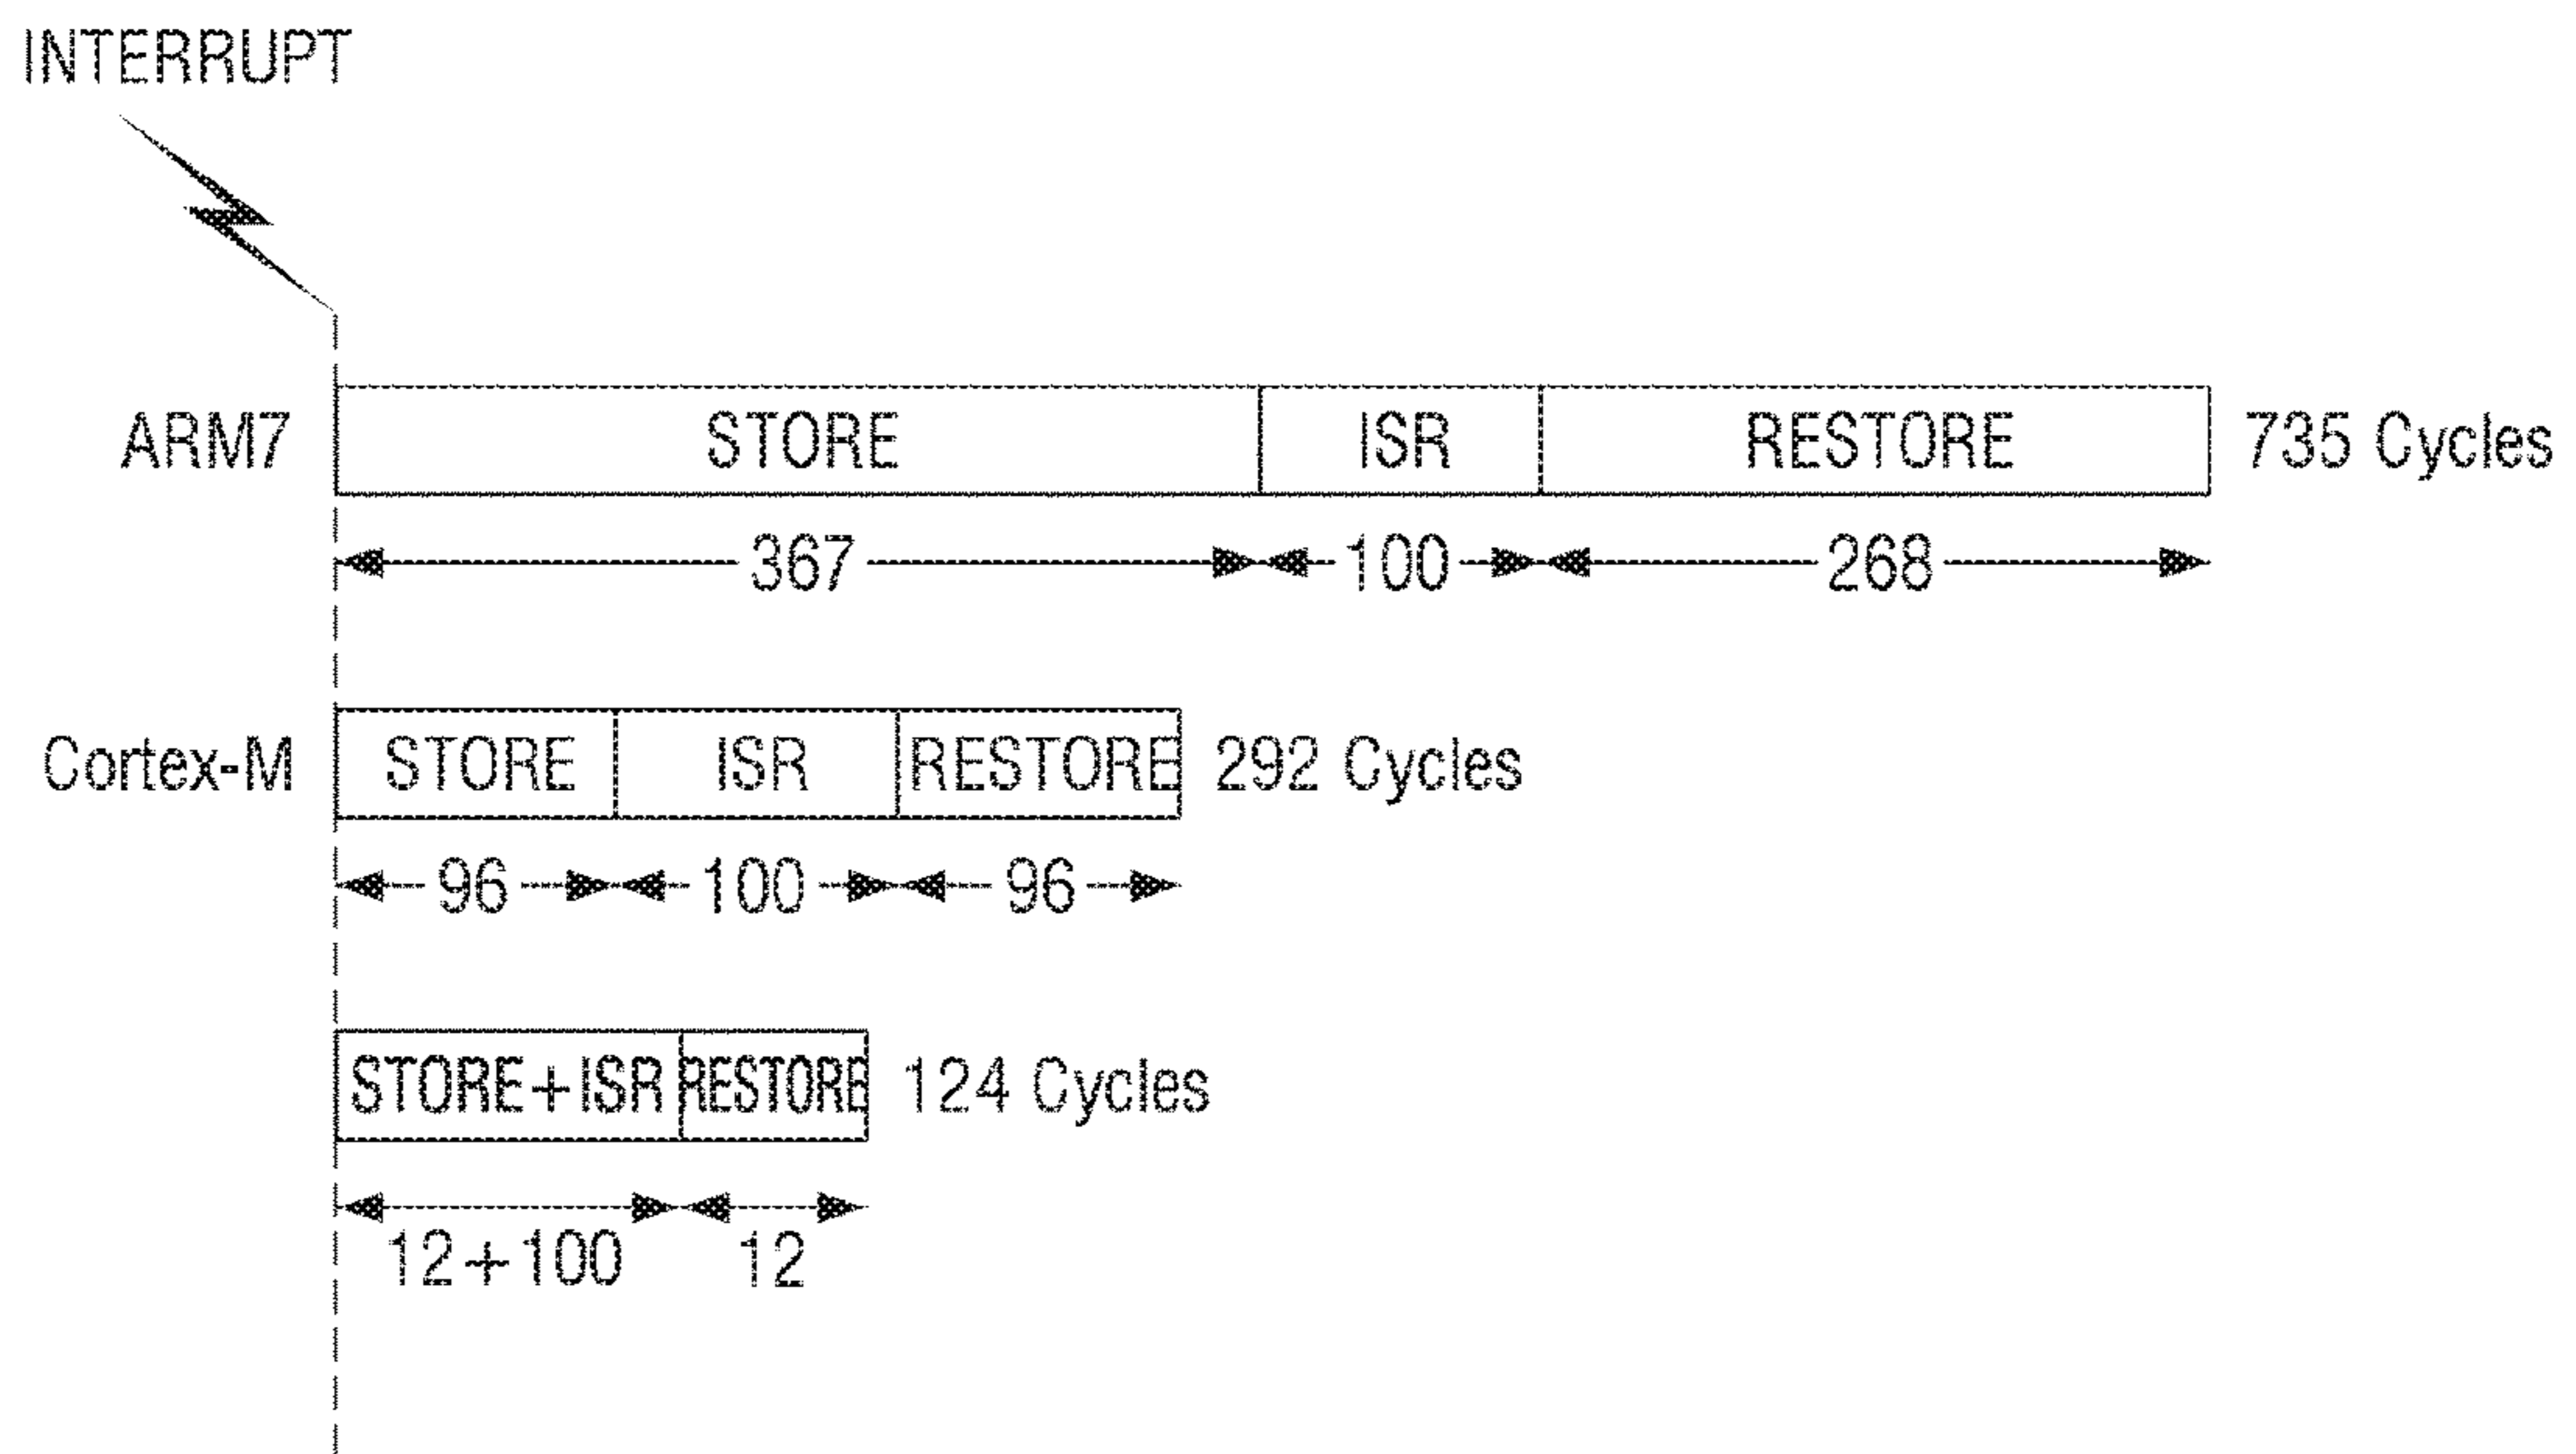 INTERRUPT
ARM7 STORE ISR RESTORE 735 Cycles
367 100 268
Cortex-M STORE ISR RESTORE 292 Cycles
96 100 96
STORE+ISR RESTORE 124 Cycles
12+100 12